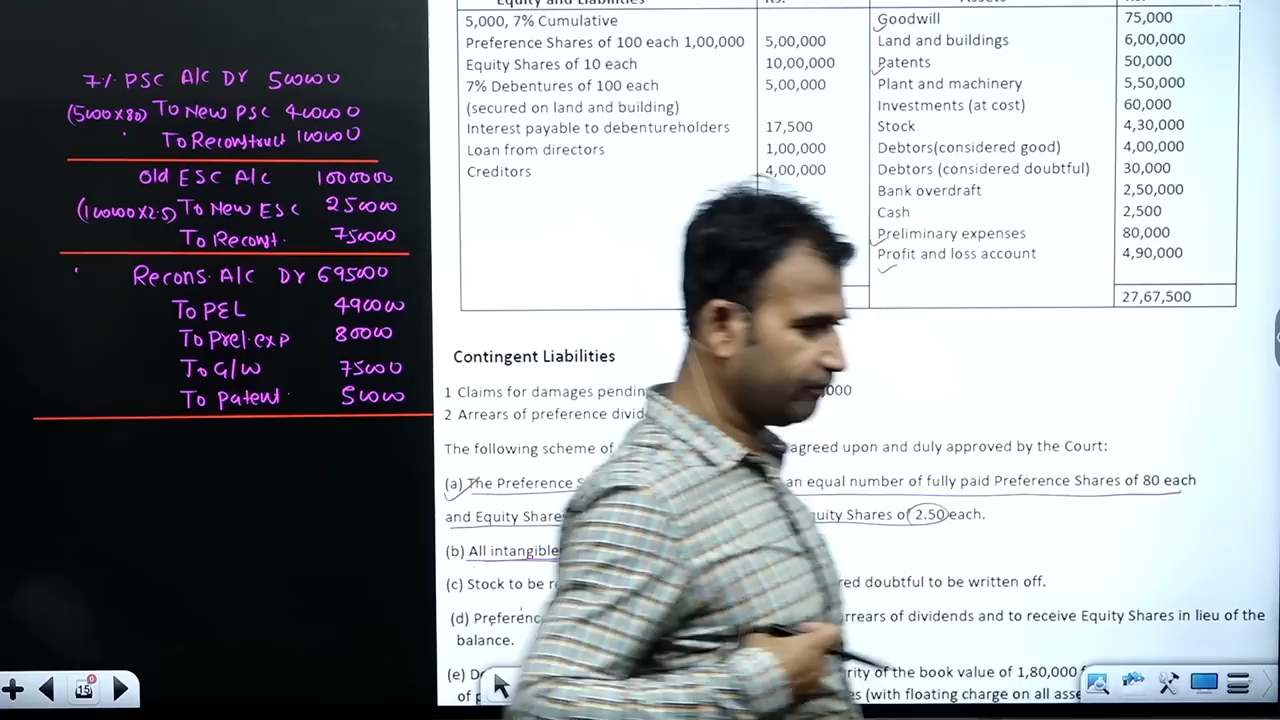 7% PSC A/C Dr 500000
(5000x80) To New PSC 400000
To Reconstruct 100000
Old ESC A/C 1000000
(100000x2.5) To New ESC 250000
To Reconst. 750000
Recons. A/C Dr 695000
To P&L 490000
To Prel.exp 80000
To G/W 75000
To Patent 50000
Equity and Liabilities Rs. Assets Rs.
5,000, 7% Cumulative Goodwill 75,000
Preference Shares of 100 each 1,00,000 5,00,000 Land and buildings 6,00,000
Equity Shares of 10 each 10,00,000 Patents 50,000
7% Debentures of 100 each 5,00,000 Plant and machinery 5,50,000
(secured on land and building) Investments (at cost) 60,000
Interest payable to debentureholders 17,500 Stock 4,30,000
Loan from directors 1,00,000 Debtors(considered good) 4,00,000
Creditors 4,00,000 Debtors (considered doubtful) 30,000
Bank overdraft 2,50,000
Cash 2,500
Preliminary expenses 80,000
Profit and loss account 4,90,000
27,67,500
Contingent Liabilities
1 Claims for damages pendin 000
2 Arrears of preference divid
The following scheme of agreed upon and duly approved by the Court:
(a) The Preference S an equal number of fully paid Preference Shares of 80 each
and Equity Share uity Shares of 2.50 each.
(b) All intangible
(c) Stock to be r red doubtful to be written off.
(d) Preferenc rrears of dividends and to receive Equity Shares in lieu of the
balance.
(e) D rity of the book value of 1,80,000
of p s (with floating charge on all asse
15